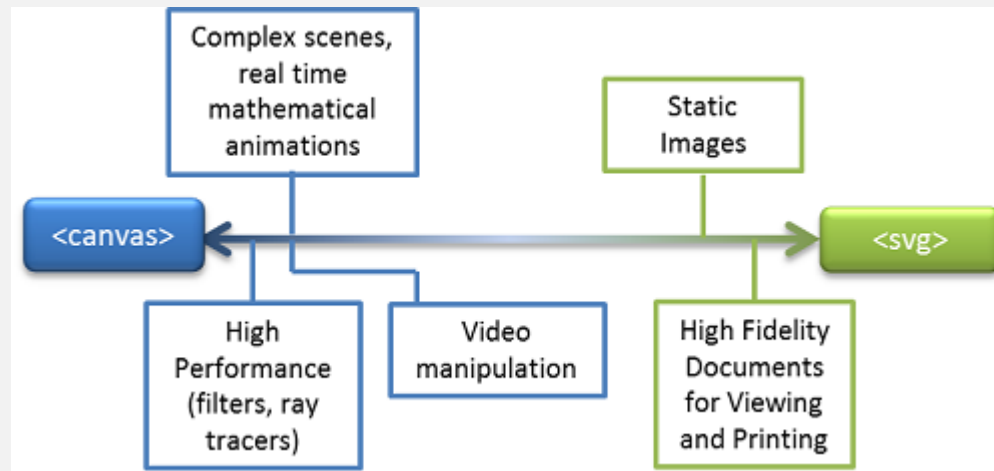 Complex scenes,
real time
mathematical
animations
Static
Images
<canvas>
<svg>
High
Performance
(filters, ray
tracers)
Video
manipulation
High Fidelity
Documents
for Viewing
and Printing